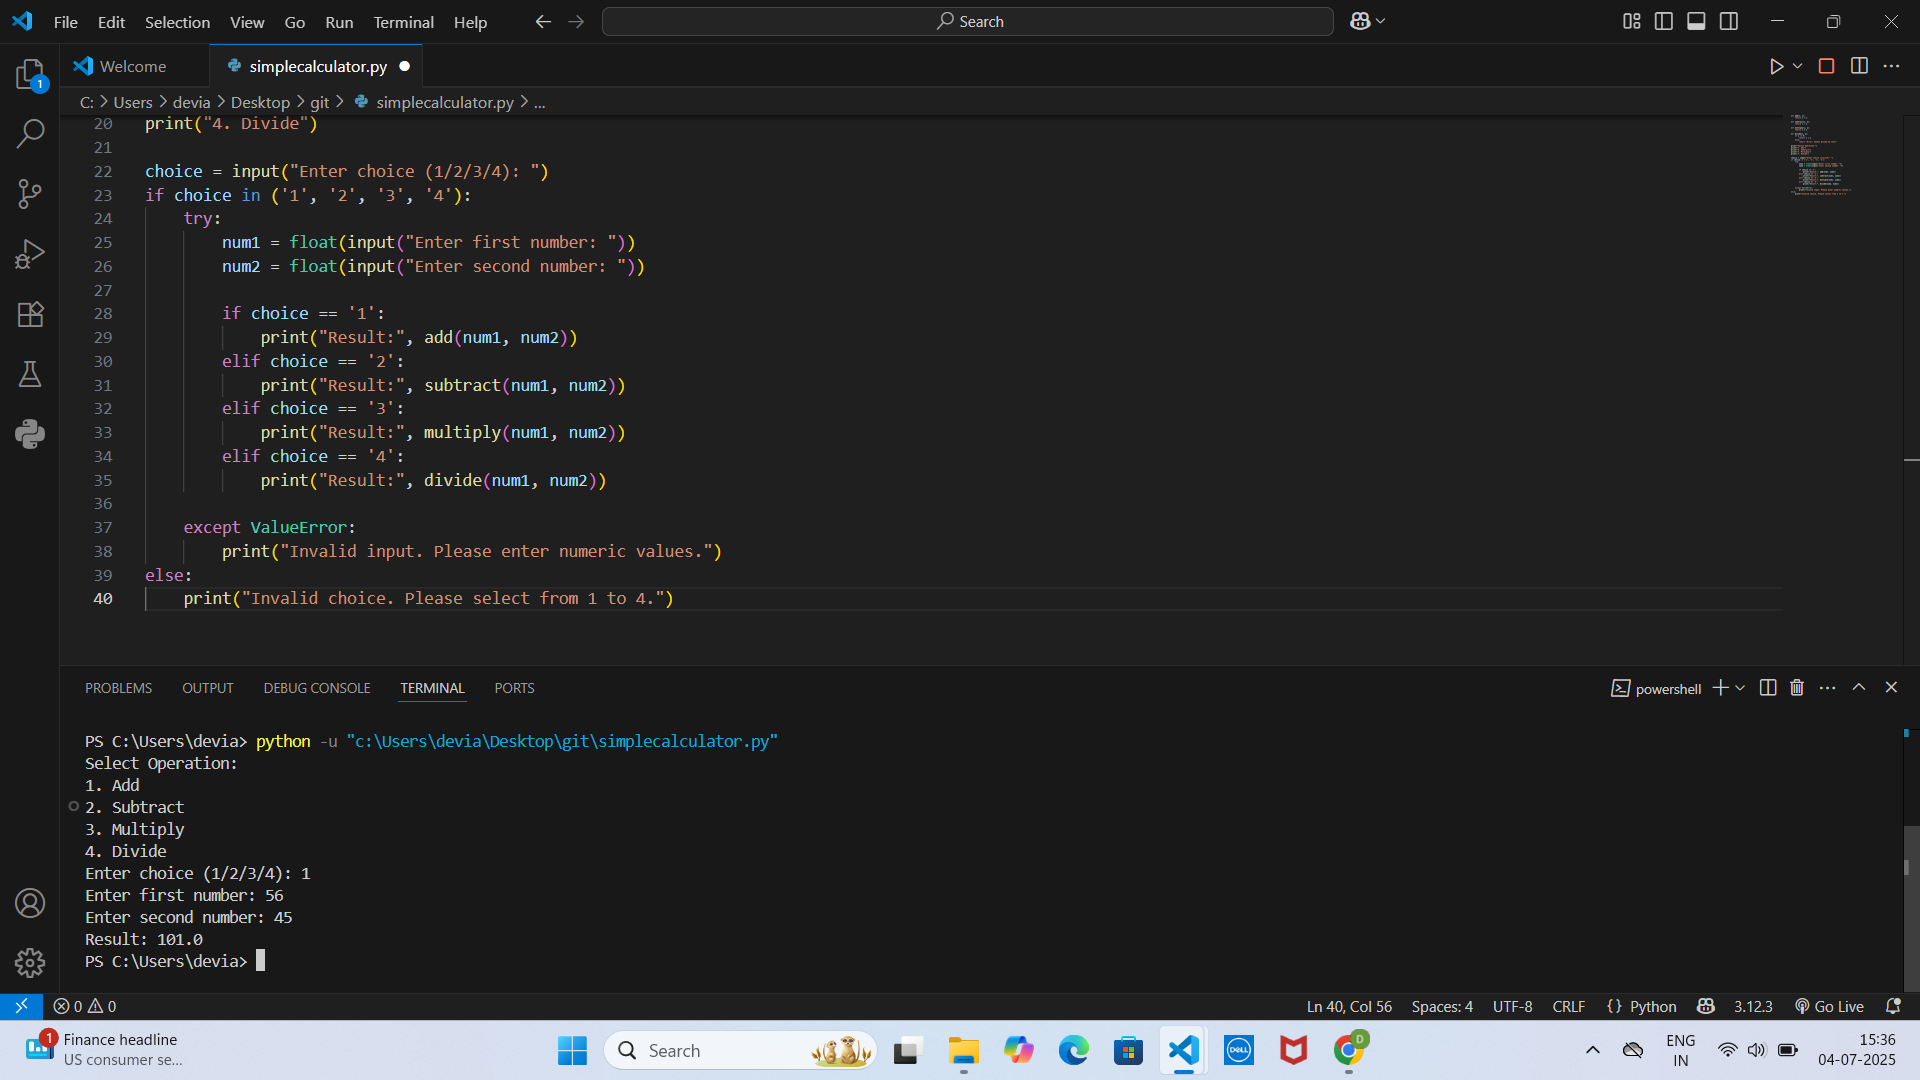 File Edit Selection View Go Run Terminal Help
Search
Welcome
simplecalculator.py
1
C: > Users > devia > Desktop > git > simplecalculator.py > ...
20 print("4. Divide")
21
22 choice = input("Enter choice (1/2/3/4): ")
23 if choice in ('1', '2', '3', '4'):
24 try:
25 num1 = float(input("Enter first number: "))
26 num2 = float(input("Enter second number: "))
27
28 if choice == '1':
29 print("Result:", add(num1, num2))
30 elif choice == '2':
31 print("Result:", subtract(num1, num2))
32 elif choice == '3':
33 print("Result:", multiply(num1, num2))
34 elif choice == '4':
35 print("Result:", divide(num1, num2))
36
37 except ValueError:
38 print("Invalid input. Please enter numeric values.")
39 else:
40 print("Invalid choice. Please select from 1 to 4.")
PROBLEMS OUTPUT DEBUG CONSOLE TERMINAL PORTS
powershell
PS C:\Users\devia> python -u "c:\Users\devia\Desktop\git\simplecalculator.py"
Select Operation:
1. Add
2. Subtract
3. Multiply
4. Divide
Enter choice (1/2/3/4): 1
Enter first number: 56
Enter second number: 45
Result: 101.0
PS C:\Users\devia>
0 0
Ln 40, Col 56 Spaces: 4 UTF-8 CRLF {} Python 3.12.3 Go Live
1
Finance headline
US consumer se...
Search
DELL
D
ENG
IN
15:36
04-07-2025